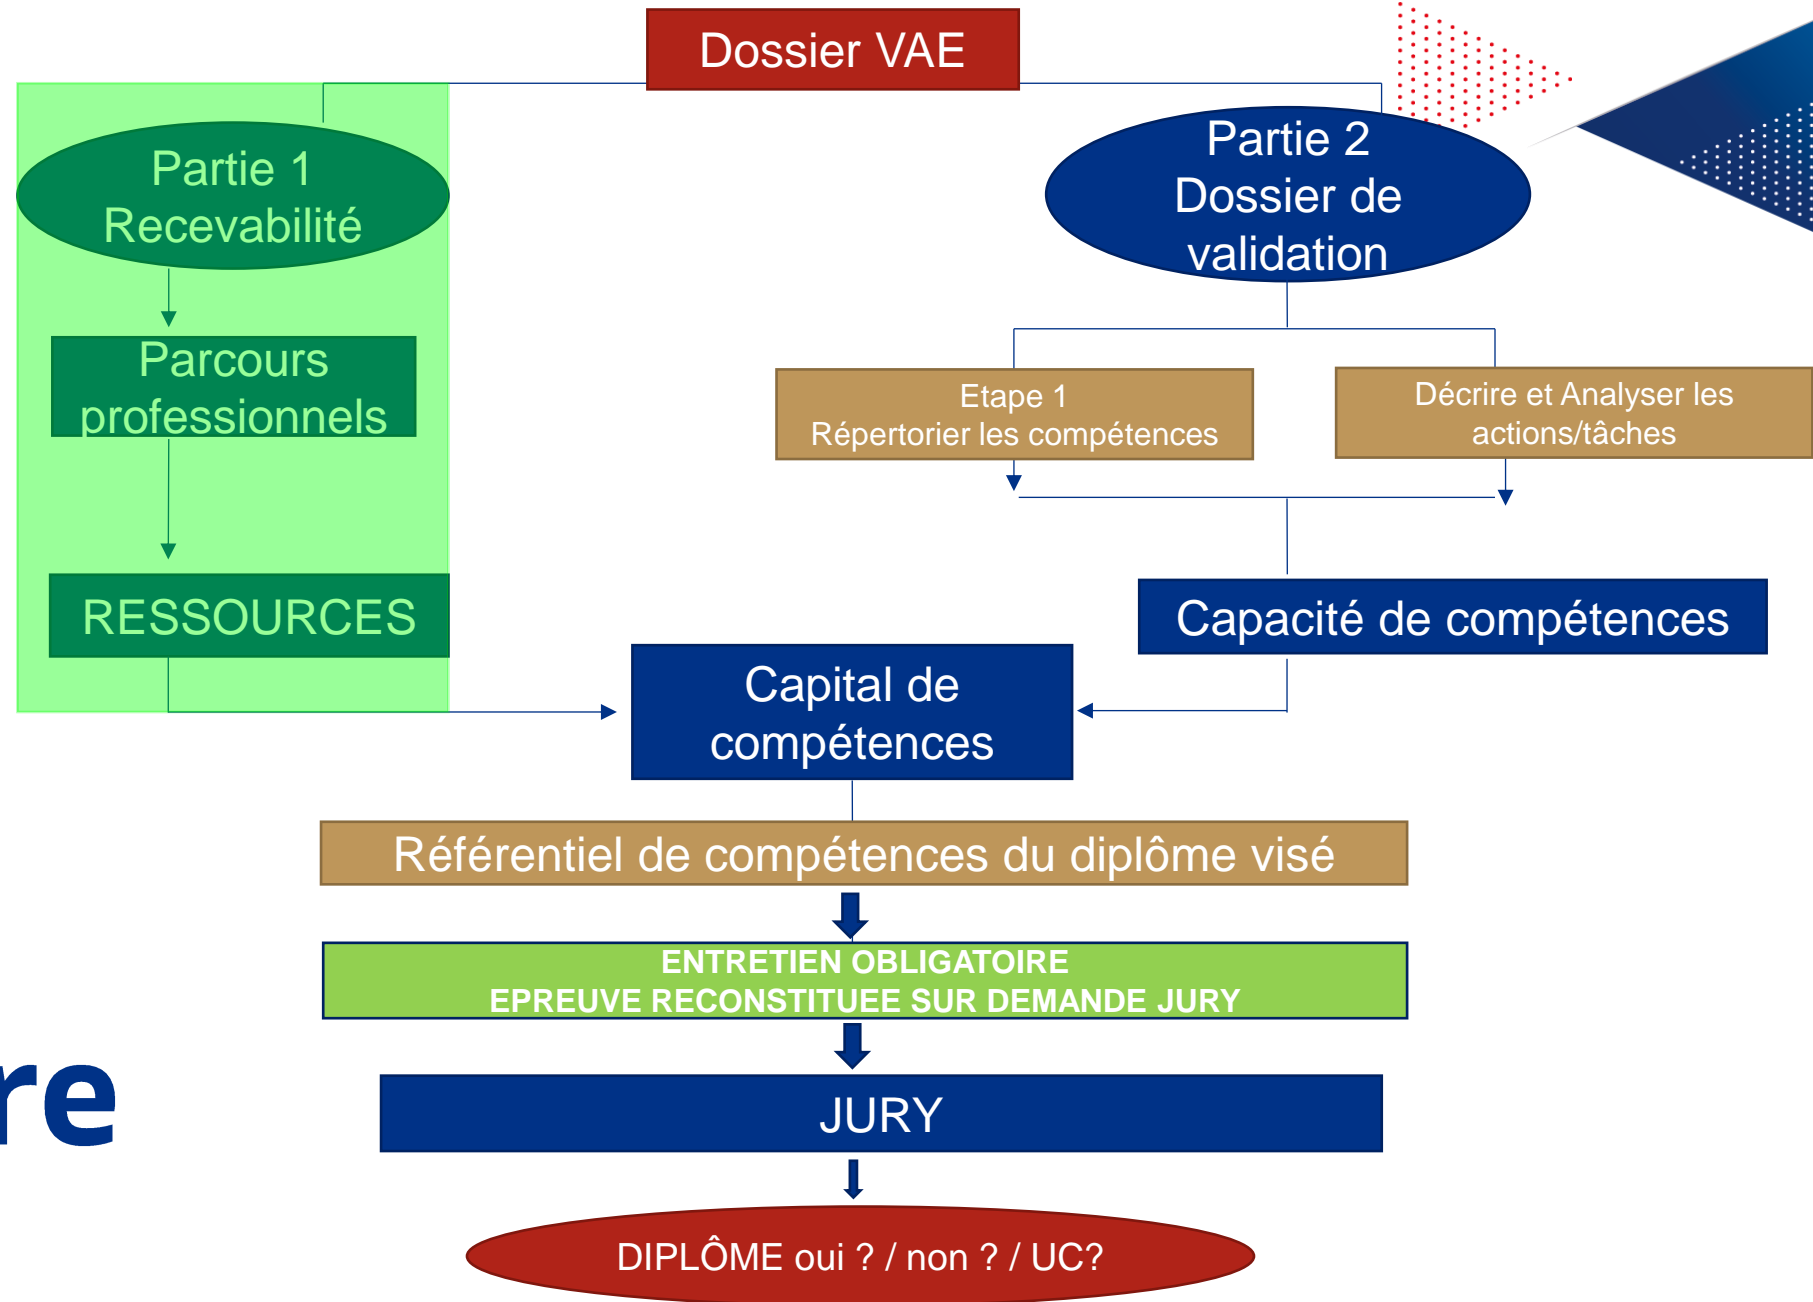 Dossier VAE
Partie 1
Recevabilité
Partie 2
Dossier de
validation
Parcours
professionnels
Etape 1
Répertorier les compétences
Décrire et Analyser les
actions/tâches
RESSOURCES
Capacité de compétences
Capital de
compétences
Référentiel de compétences du diplôme visé
ENTRETIEN OBLIGATOIRE
EPREUVE RECONSTITUEE SUR DEMANDE JURY
re
JURY
DIPLÔME oui ? / non ? / UC?